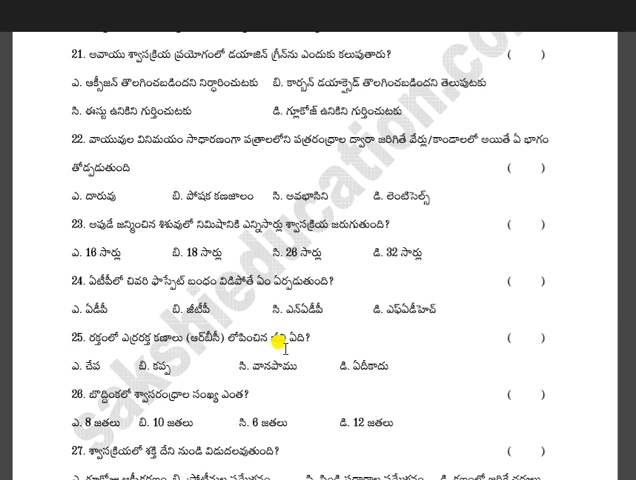 21. అవాయు శ్వాసక్రియ ప్రయోగంలో డయాజిన్ గ్రీన్‌ను ఎందుకు కలుపుతారు? ( )
ఎ. ఆక్సీజన్ తొలగించబడిందని నిర్ధారించుటకు బి. కార్బన్ డయాక్సైడ్ తొలగించబడిందని తెలుపుటకు
సి. ఈస్టు ఉనికిని గుర్తించుటకు డి. గ్లూకోజ్ ఉనికిని గుర్తించుటకు
22. వాయువుల వినిమయం సాధారణంగా పత్రాలలోని పత్రరంధ్రాల ద్వారా జరిగితే వేర్లు/కాండాలలో అయితే ఏ భాగం
తోడ్పడుతుంది ( )
ఎ. దారువు బి. పోషక కణజాలం సి. అవభాసిని డి. లెంటిసెల్స్
23. అపుడే జన్మించిన శిశువులో నిమిషానికి ఎన్నిసార్లు శ్వాసక్రియ జరుగుతుంది? ( )
ఎ. 16 సార్లు బి. 18 సార్లు సి. 26 సార్లు డి. 32 సార్లు
24. ఏటీపీలో చివరి ఫాస్ఫేట్ బంధం విడిపోతే ఏం ఏర్పడుతుంది? ( )
ఎ. ఏడీపీ బి. జీటీపీ సి. ఎన్ఏడీపీ డి. ఎఫ్ఏడీహెచ్
25. రక్తంలో ఎర్రరక్త కణాలు (ఆర్‌బీసీ) లోపించిన ఏది? ( )
ఎ. చేప బి. కప్ప సి. వానపాము డి. ఏదీకాదు
26. బొద్దింకలో శ్వాసరంధ్రాల సంఖ్య ఎంత? ( )
ఎ. 8 జతలు బి. 10 జతలు సి. 6 జతలు డి. 12 జతలు
27. శ్వాసక్రియలో శక్తి దేని నుండి విడుదలవుతుంది? ( )
sakshieducation.com